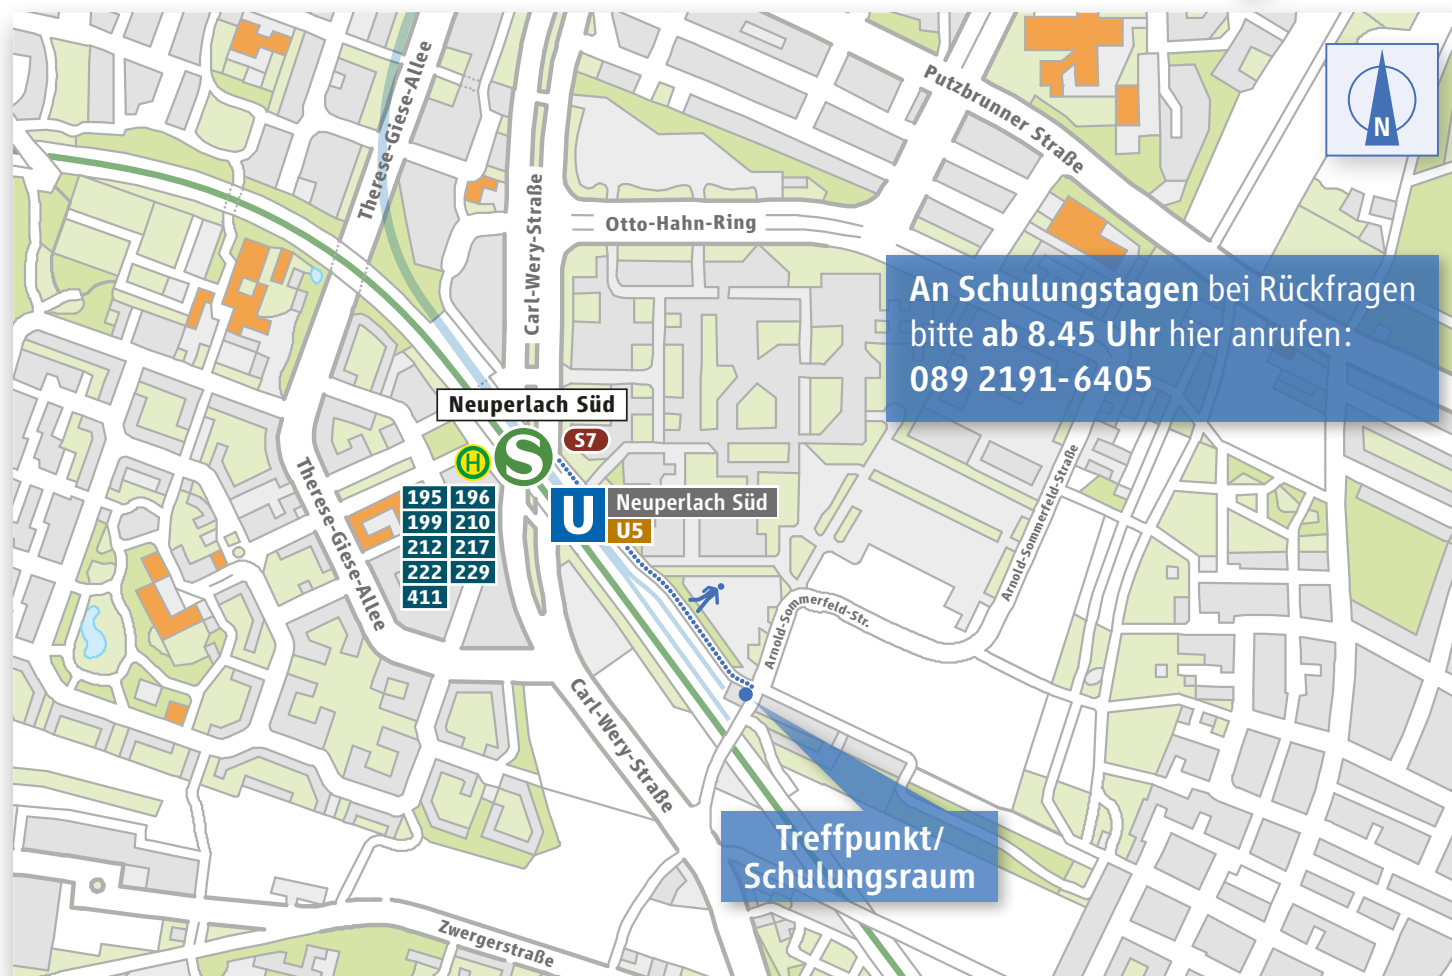 Therese-Giese-Allee
Putzbrunner Straße
N
Carl-Wery-Straße
Otto-Hahn-Ring
An Schulungstagen bei Rückfragen
bitte ab 8.45 Uhr hier anrufen:
089 2191-6405
Neuperlach Süd
S7
H
S
195 196
199 210
212 217
222 229
411
U
Neuperlach Süd
U5
Therese-Giese-Allee
Arnold-Sommerfeld-Straße
Arnold-Sommerfeld-Str.
Carl-Wery-Straße
Treffpunkt/
Schulungsraum
Zwergerstraße